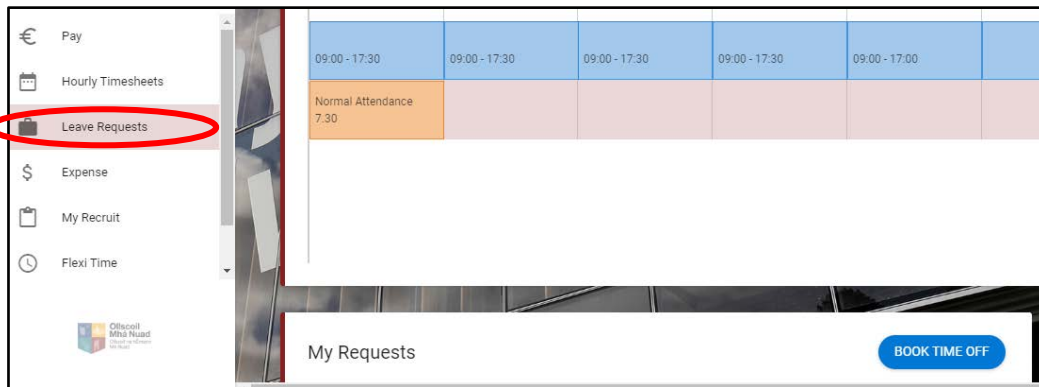 Pay
Hourly Timesheets
Leave Requests
Expense
My Recruit
Flexi Time
Ollscoil
Mhá Nuad
09:00 - 17:30
09:00 - 17:30
09:00 - 17:30
09:00 - 17:30
09:00 - 17:00
Normal Attendance
7.30
My Requests
BOOK TIME OFF